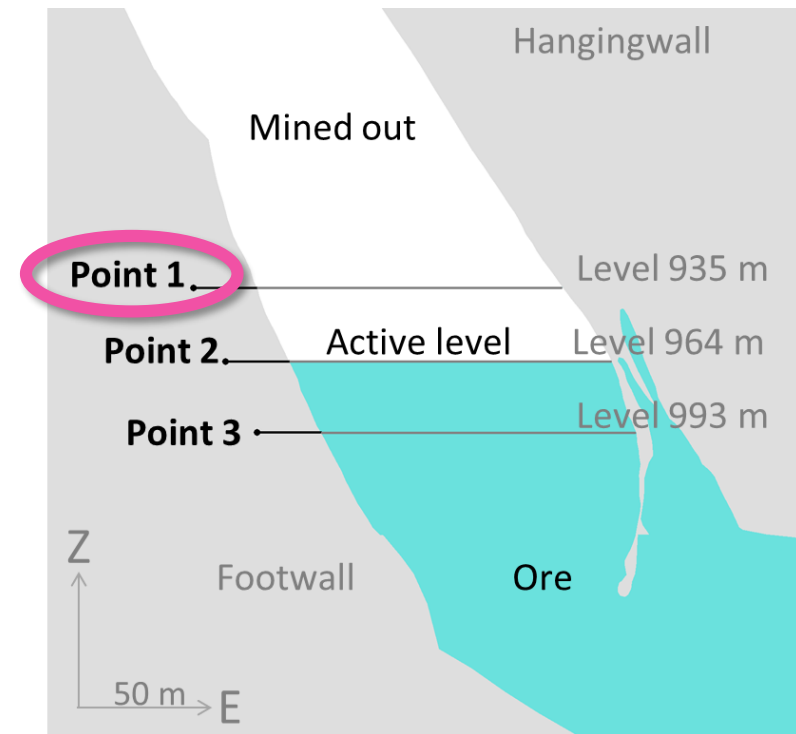 Hangingwall
Mined out
Point 1
Level 935 m
Point 2
Active level
Level 964 m
Point 3
Level 993 m
Z
Footwall
Ore
50 m
E